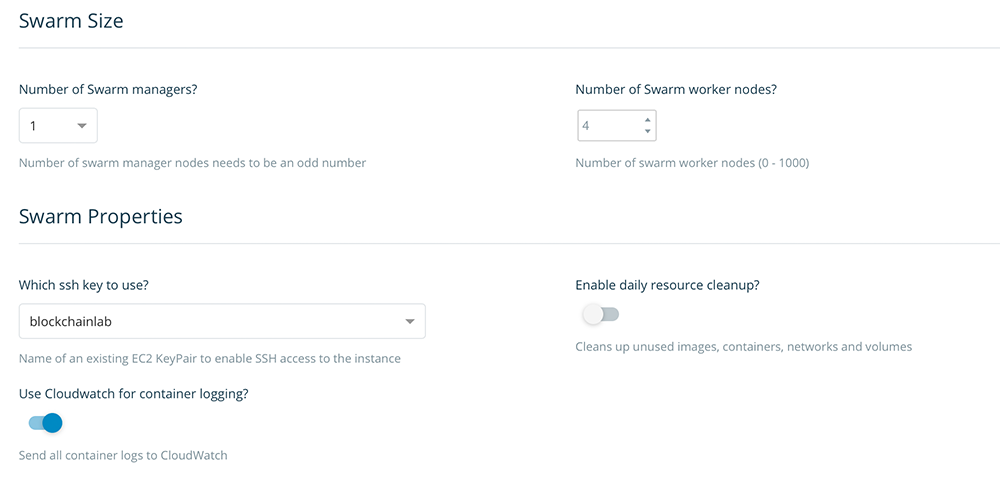 Swarm Size
Number of Swarm managers?
Number of Swarm worker nodes?
1
4
Number of swarm manager nodes needs to be an odd number
Number of swarm worker nodes (0 - 1000)
Swarm Properties
Which ssh key to use?
Enable daily resource cleanup?
blockchainlab
Name of an existing EC2 KeyPair to enable SSH access to the instance
Cleans up unused images, containers, networks and volumes
Use Cloudwatch for container logging?
Send all container logs to CloudWatch